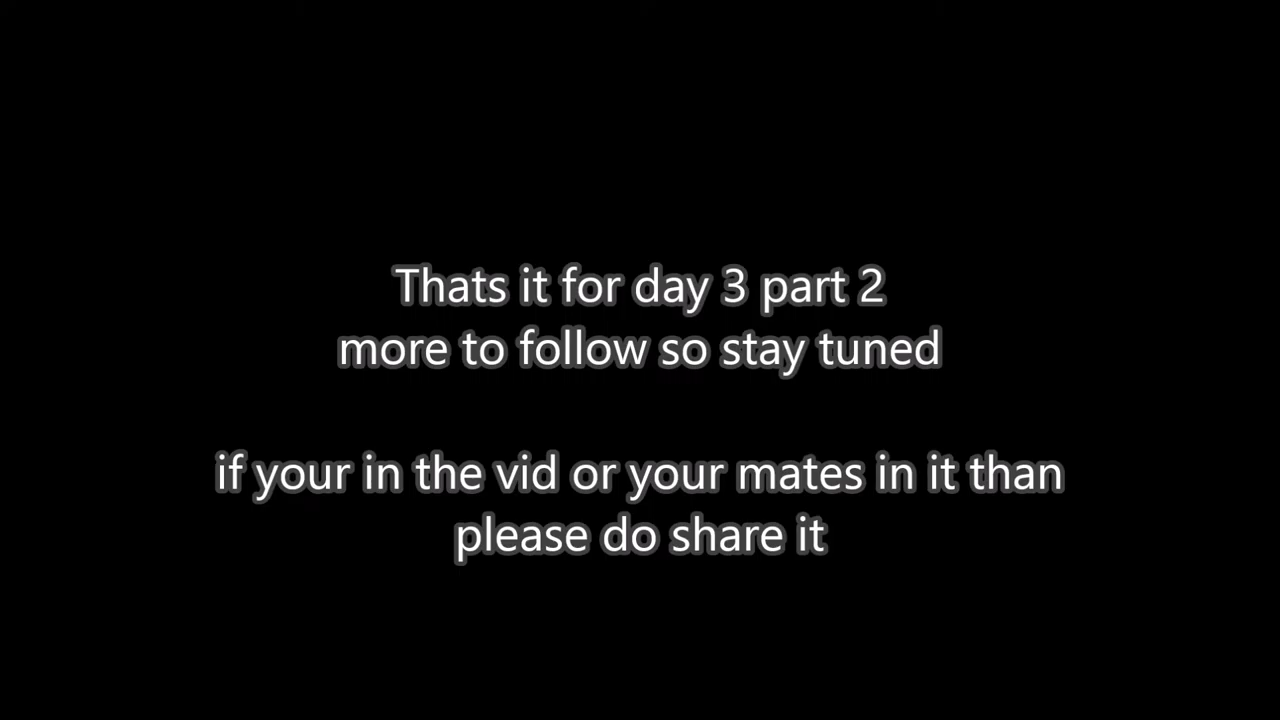 Thats it for day 3 part 2
more to follow so stay tuned
if your in the vid or your mates in it than
please do share it